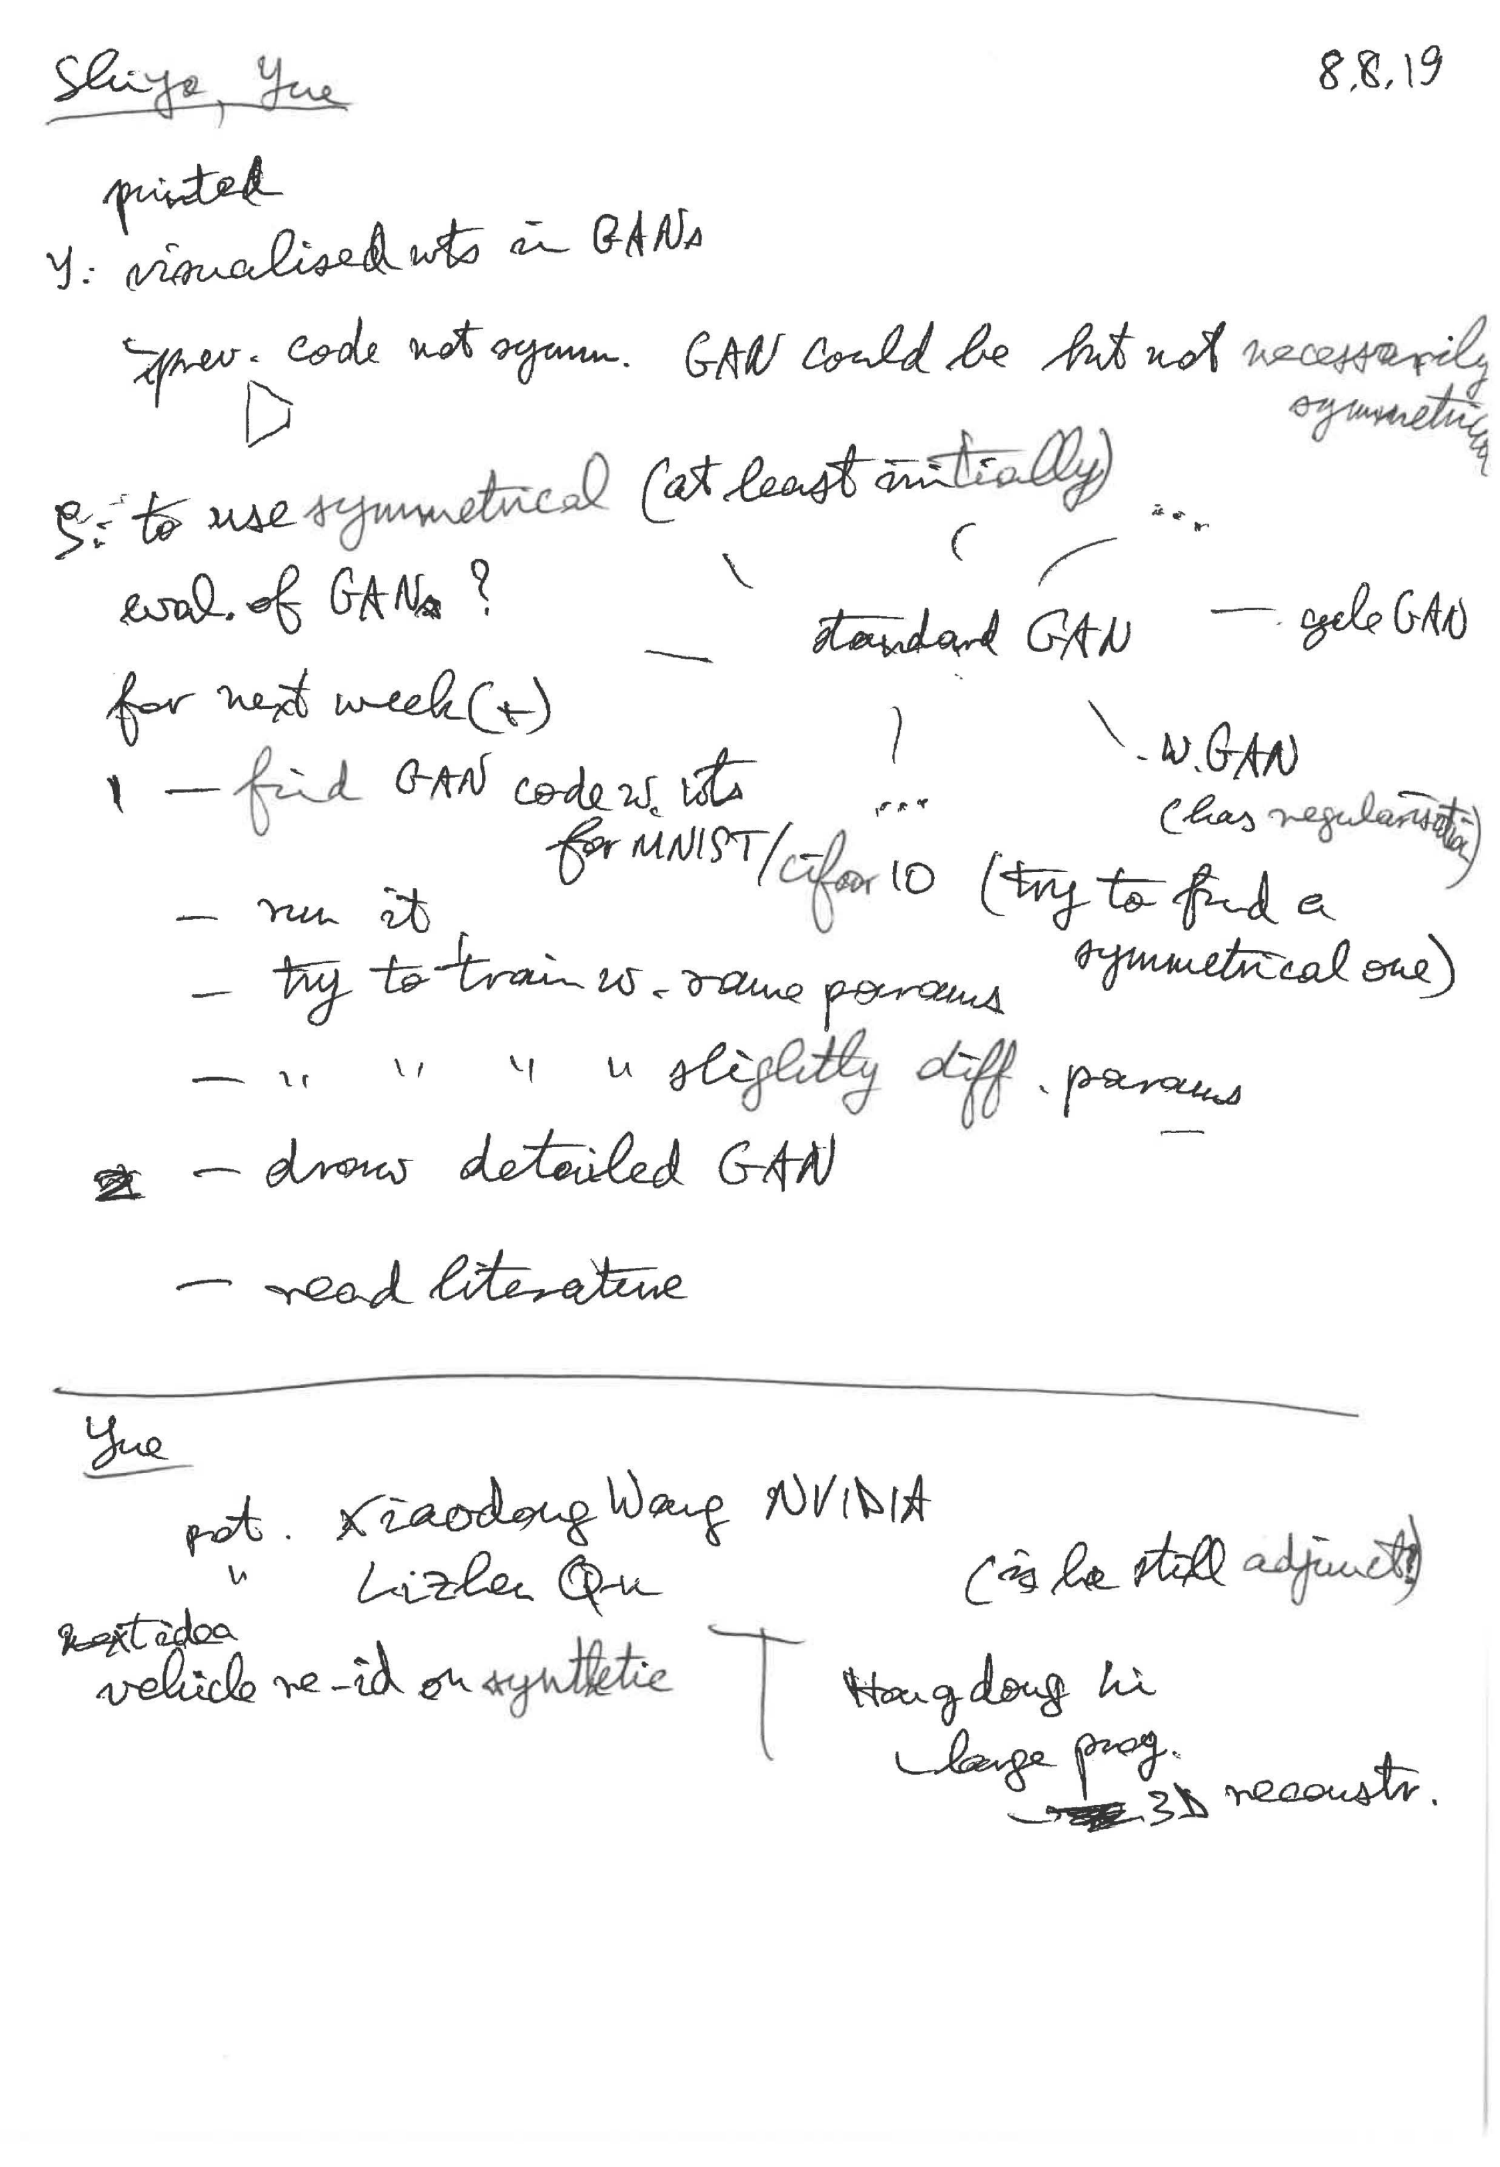 Shiya, Yue 8.8.19
printed
Y: visualised wts in GANs
prev. code not symm. GAN could be but not necessarily
symmetrical
S: to use symmetrical (at least initially) ...
eval. of GANs ?
standard GAN — cycle GAN
for next week (+)
W.GAN
1 — find GAN code w. wts ... (has regularisation)
for MNIST/cifar 10 (try to find a
— run it symmetrical one)
— try to train w. same params
— " " " " slightly diff. params
2 — draw detailed GAN
— read literature
Yue
pot. Xiaodong Wang NVIDIA
" Lizhen Qu (is he still adjunct?)
next idea
vehicle re-id on synthetic
Hongdong Li
large prog.
3D reconstr.